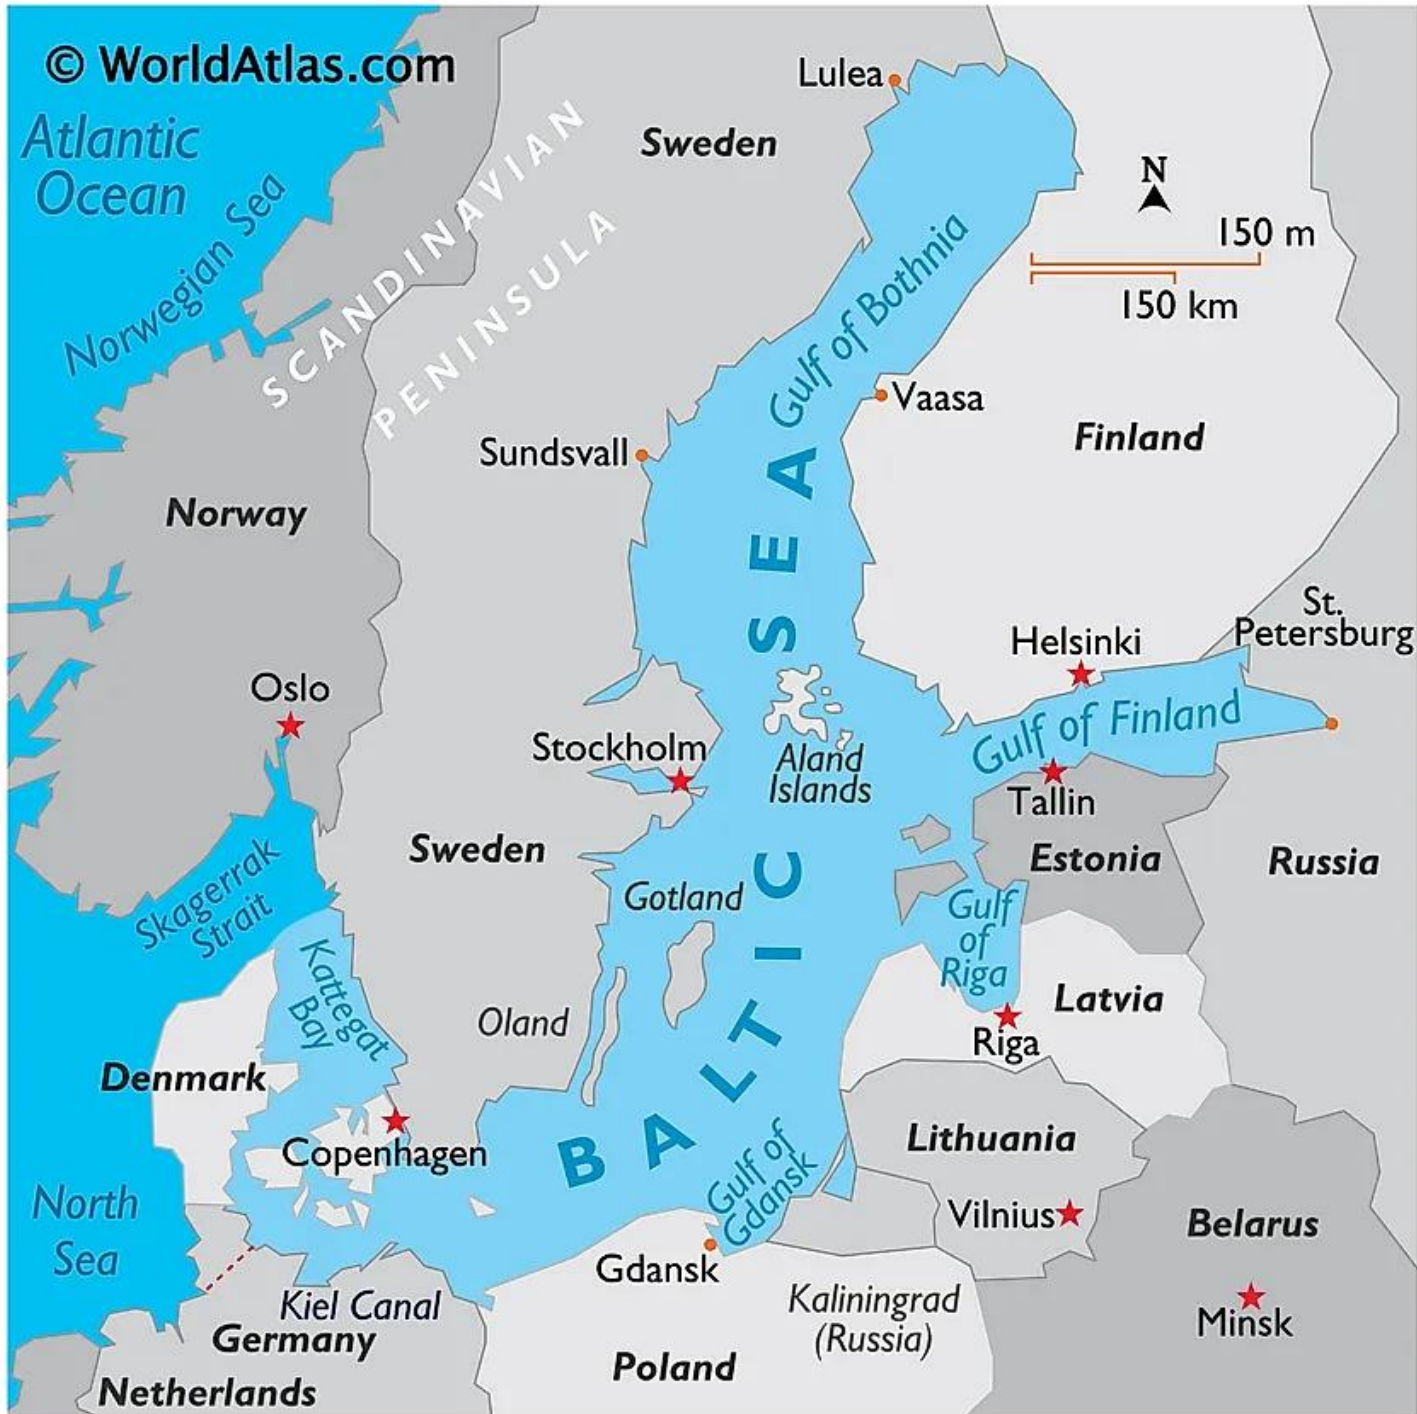 © WorldAtlas.com
Atlantic
Ocean
Norwegian Sea
SCANDINAVIAN
PENINSULA
Lulea
Sweden
N
150 m
150 km
Gulf of Bothnia
Vaasa
Finland
Sundsvall
Norway
BALTIC SEA
St.
Petersburg
Helsinki
Gulf of Finland
Oslo
Stockholm
Aland
Islands
Tallin
Estonia
Russia
Sweden
Skagerrak
Strait
Gotland
Gulf
of
Riga
Kattegat
Bay
Latvia
Oland
Riga
Denmark
Copenhagen
Lithuania
Gulf of
Gdansk
North
Sea
Vilnius
Belarus
Gdansk
Kaliningrad
(Russia)
Minsk
Kiel Canal
Germany
Poland
Netherlands